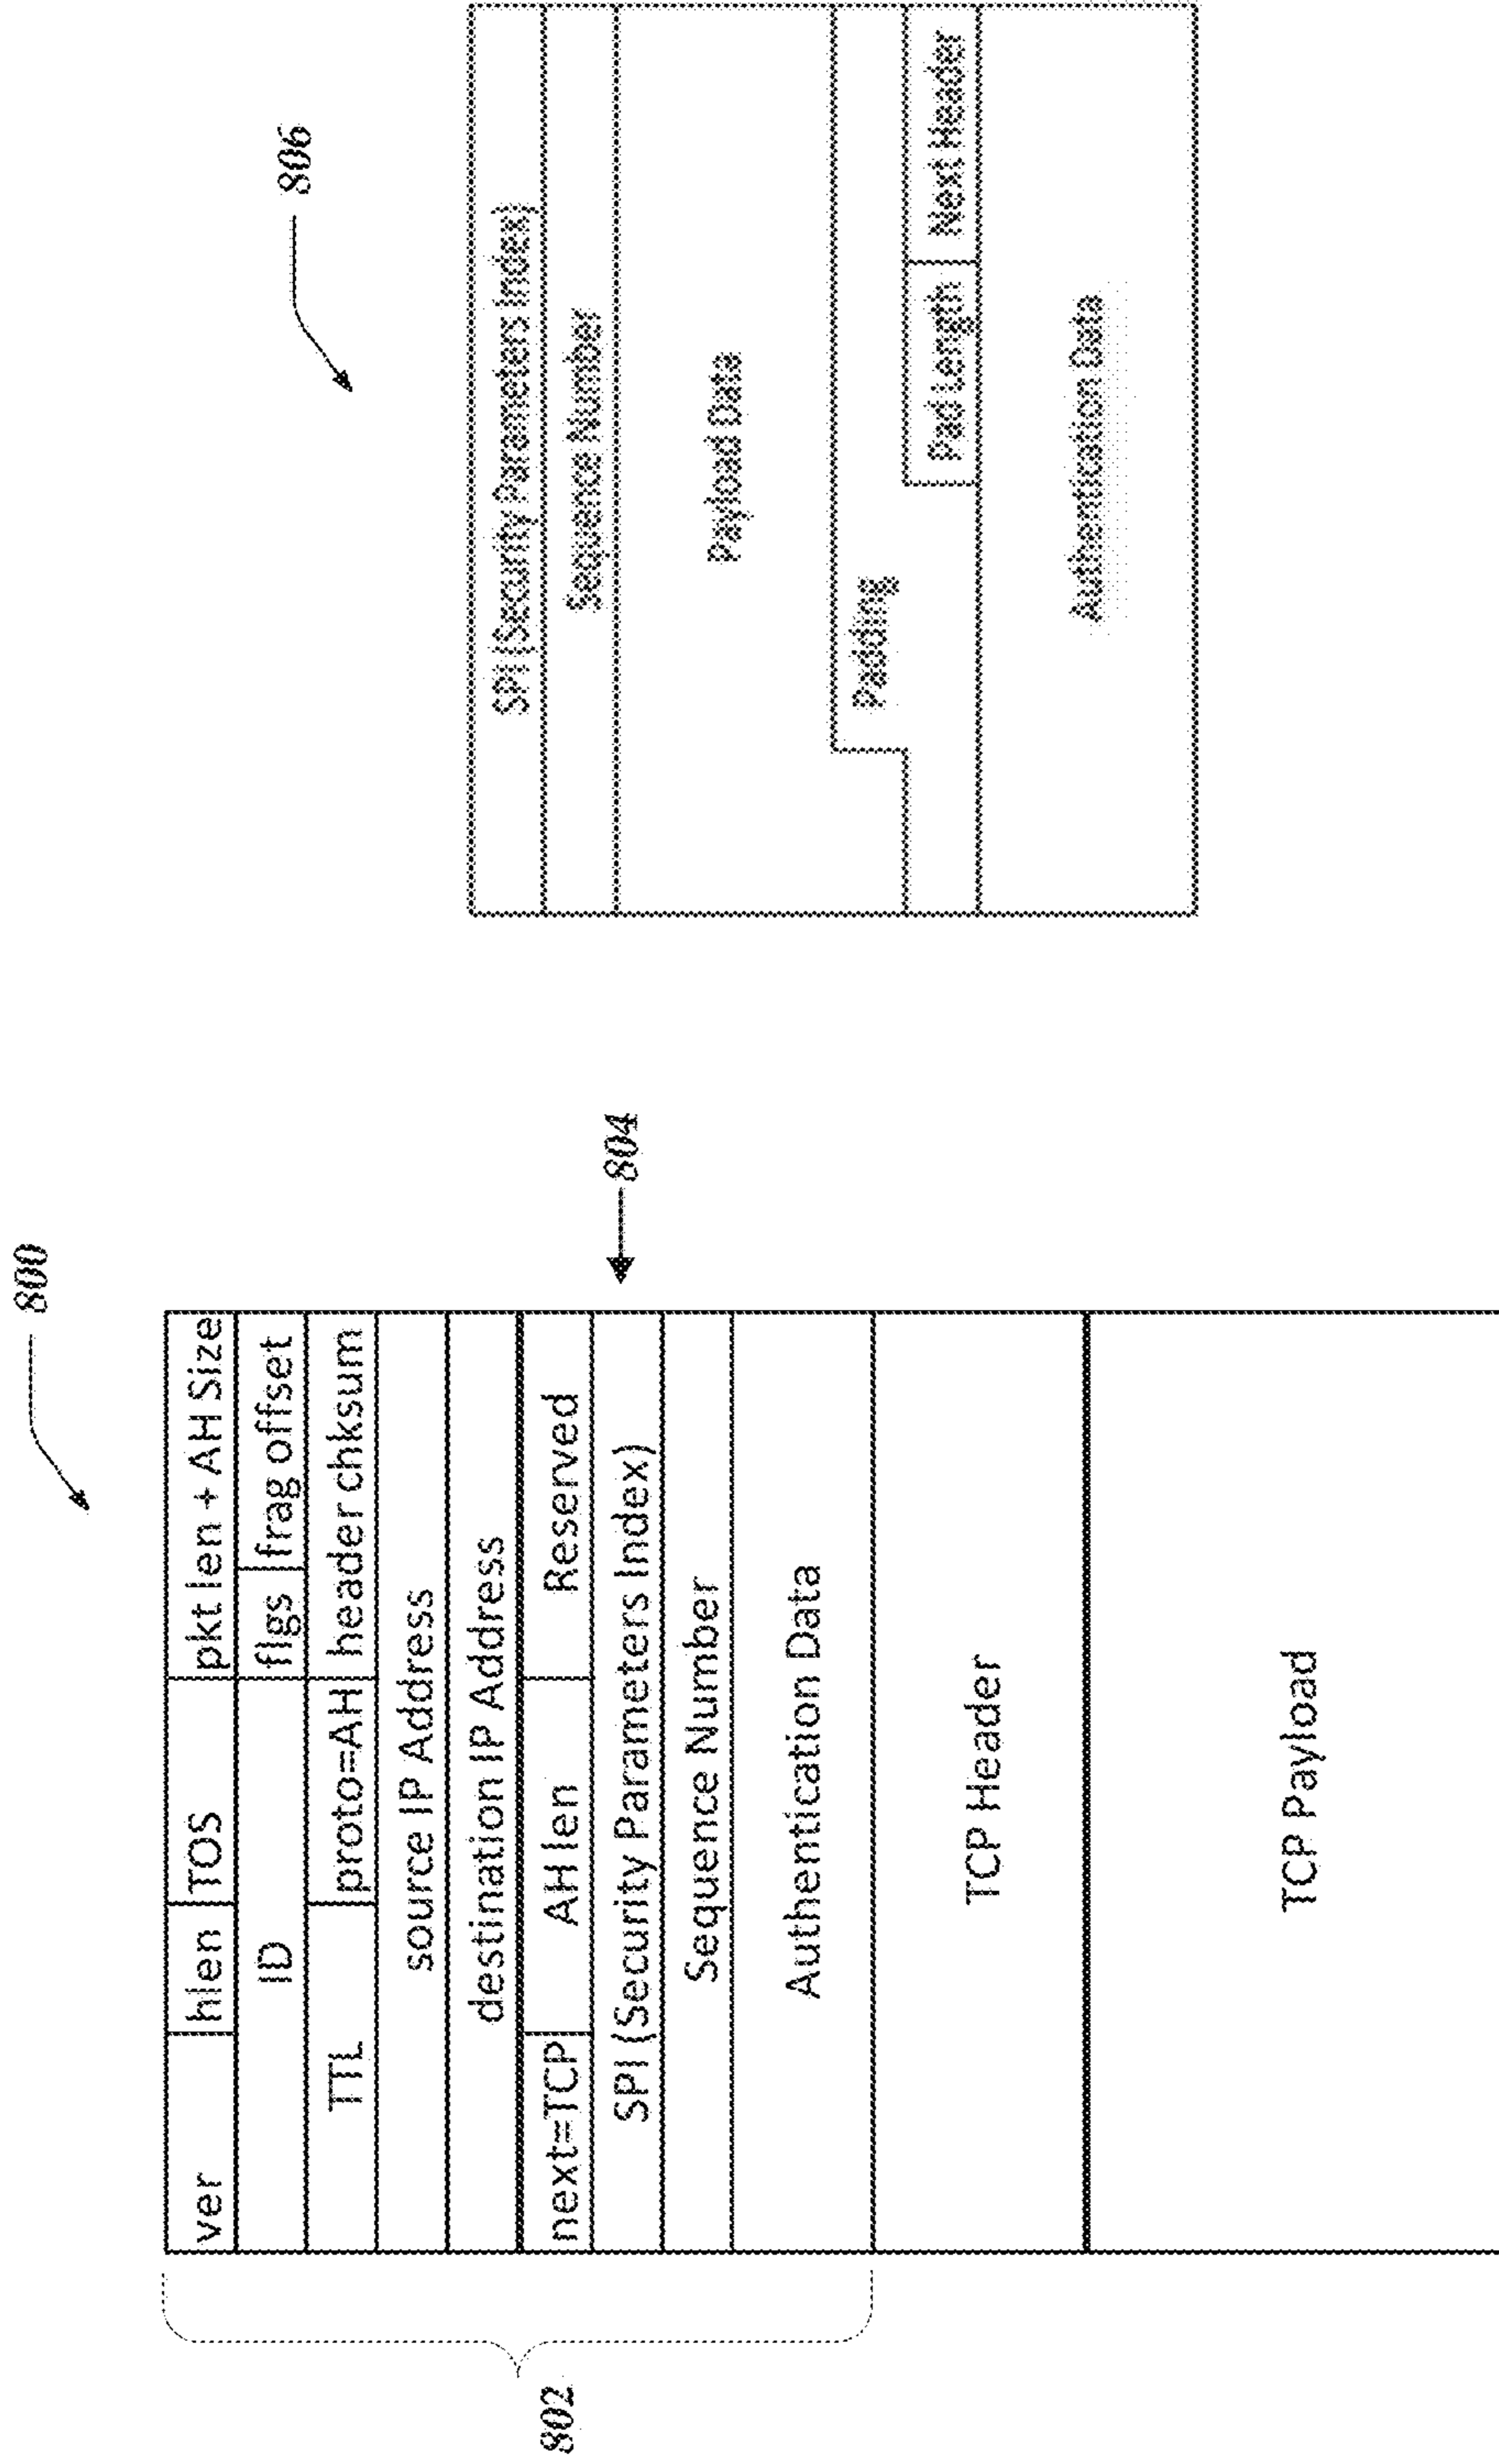 800
ver hlen TOS pkt len + AH Size
ID flgs frag offset
TTL proto=AH header chksum
source IP Address
destination IP Address
next=TCP AH len Reserved
SPI (Security Parameters Index)
Sequence Number
Authentication Data
TCP Header
TCP Payload
802
804
806
SPI (Security Parameters Index)
Sequence Number
Payload Data
Padding
Pad Length Next Header
Authentication Data